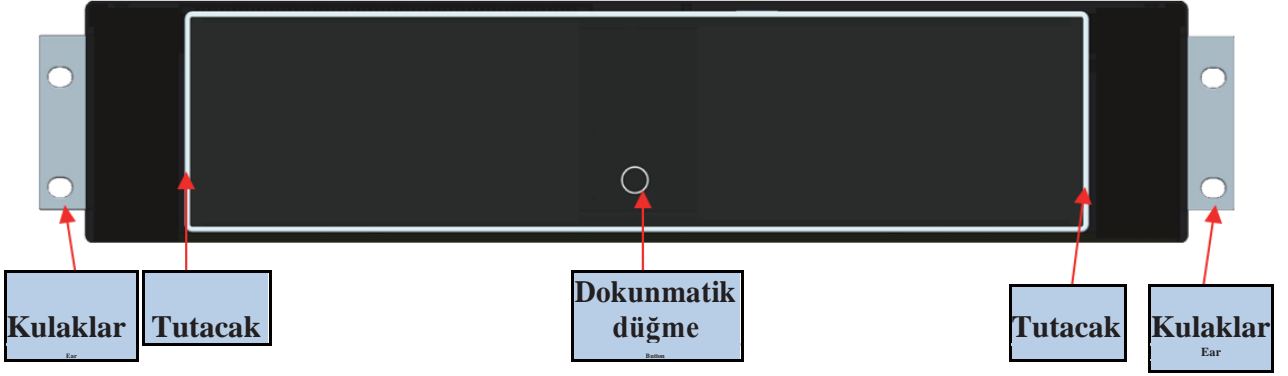 Kulaklar
Ear
Tutacak
Dokunmatik
düğme
Button
Tutacak
Kulaklar
Ear